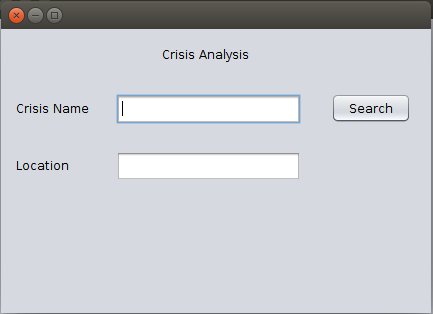 Crisis Analysis
Crisis Name
Search
Location